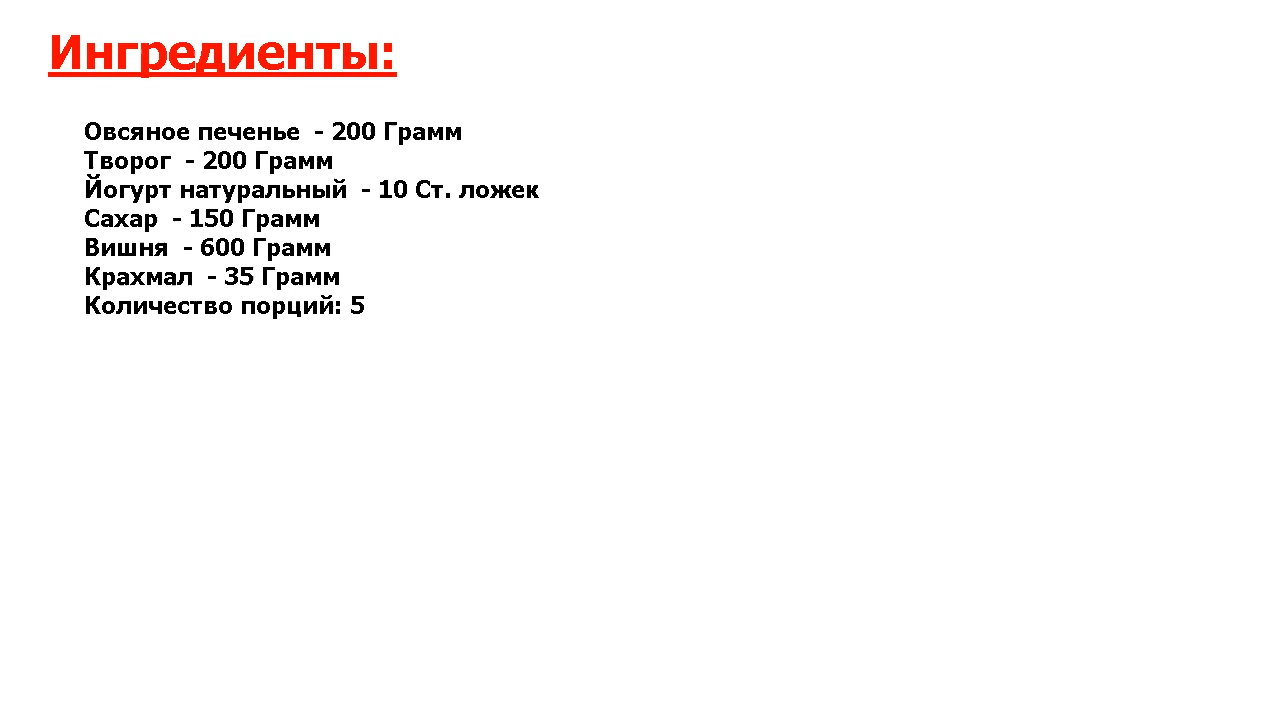 Ингредиенты:
Овсяное печенье  - 200 Грамм
Творог  - 200 Грамм
Йогурт натуральный  - 10 Ст. ложек
Сахар  - 150 Грамм
Вишня  - 600 Грамм
Крахмал  - 35 Грамм
Количество порций: 5